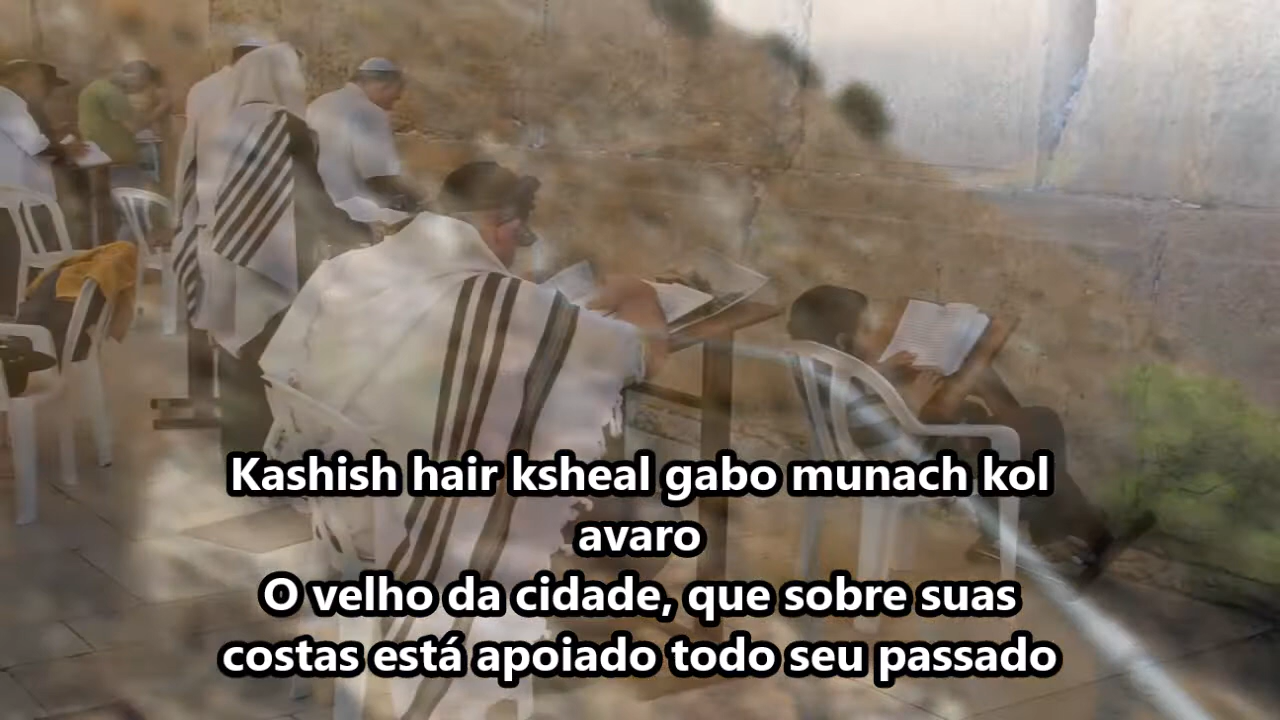 Kashish hair ksheal gabo munach kol
avaro
O velho da cidade, que sobre suas
costas está apoiado todo seu passado